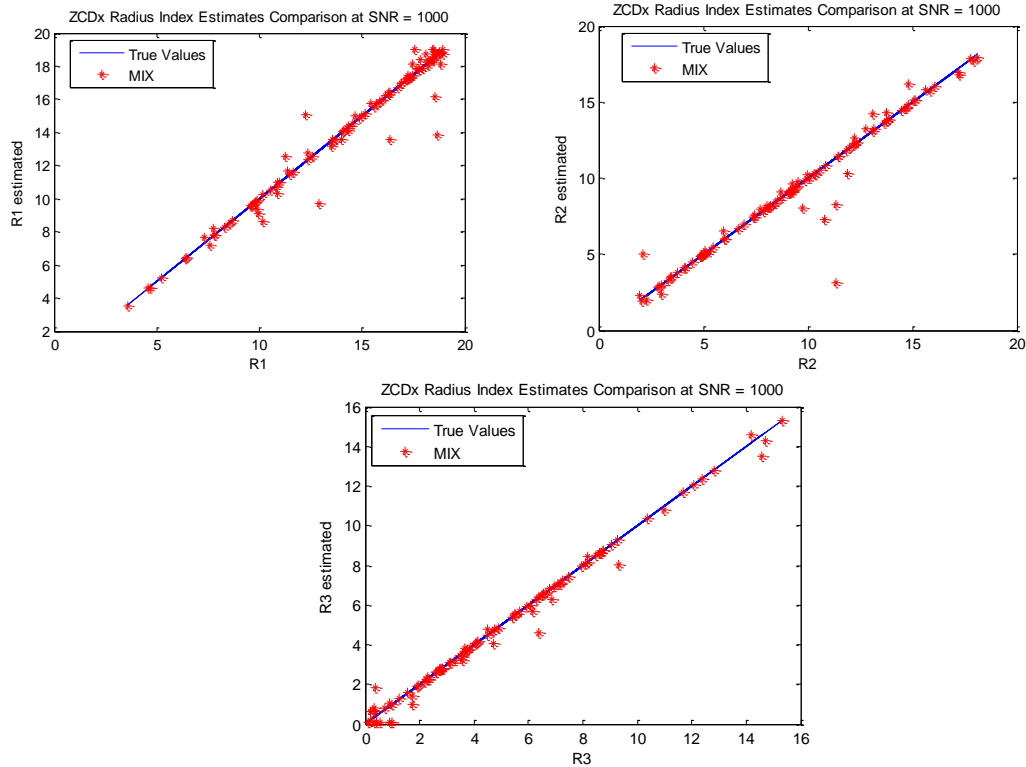 ZCDx Radius Index Estimates Comparison at SNR = 1000
True Values
MIX
20
18
16
14
12
10
8
6
4
2
R1 estimated
0
5
10
15
20
R1
ZCDx Radius Index Estimates Comparison at SNR = 1000
True Values
MIX
20
15
10
5
0
R2 estimated
0
5
10
15
20
R2
ZCDx Radius Index Estimates Comparison at SNR = 1000
True Values
MIX
16
14
12
10
8
6
4
2
0
R3 estimated
0
2
4
6
8
10
12
14
16
R3